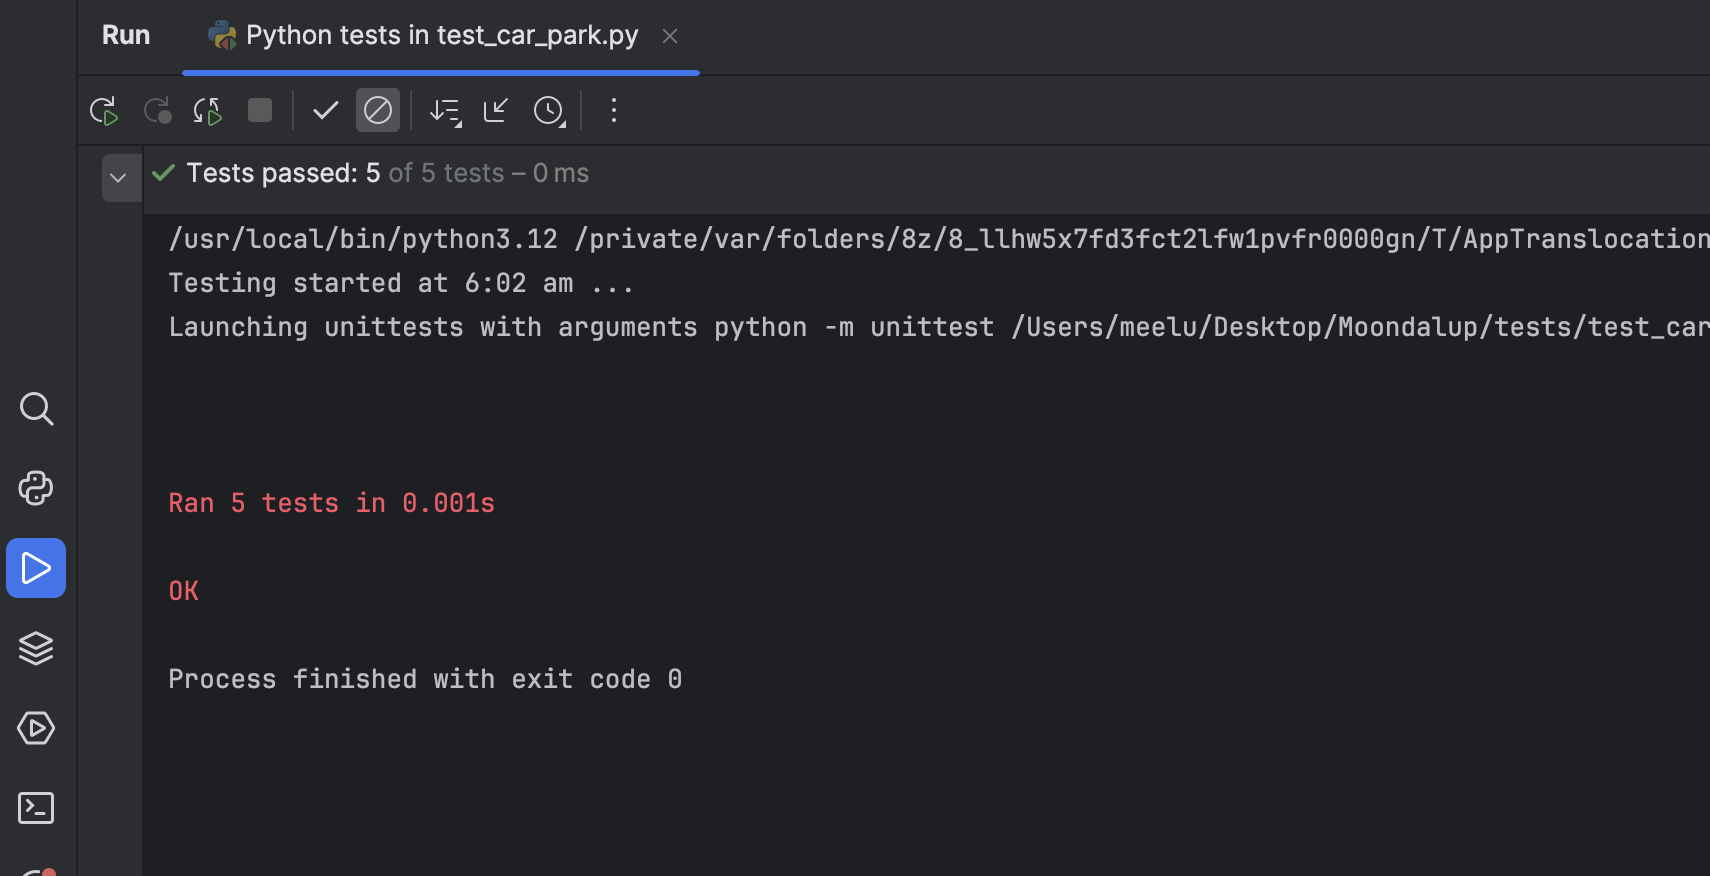 Run Python tests in test_car_park.py
Tests passed: 5 of 5 tests – 0 ms
/usr/local/bin/python3.12 /private/var/folders/8z/8_llhw5x7fd3fct2lfw1pvfr0000gn/T/AppTranslocation
Testing started at 6:02 am ...
Launching unittests with arguments python -m unittest /Users/meelu/Desktop/Moondalup/tests/test_car
Ran 5 tests in 0.001s
OK
Process finished with exit code 0